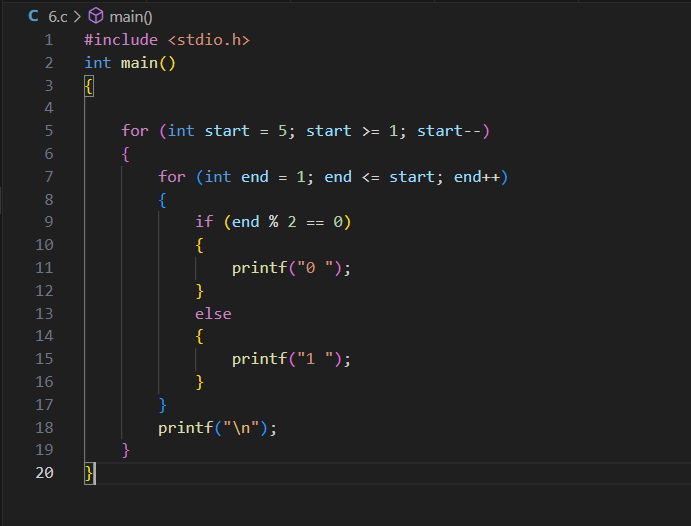 C 6.c > main()
1 #include <stdio.h>
2 int main()
3 {
4
5 for (int start = 5; start >= 1; start--)
6 {
7 for (int end = 1; end <= start; end++)
8 {
9 if (end % 2 == 0)
10 {
11 printf("0 ");
12 }
13 else
14 {
15 printf("1 ");
16 }
17 }
18 printf("\n");
19 }
20 }